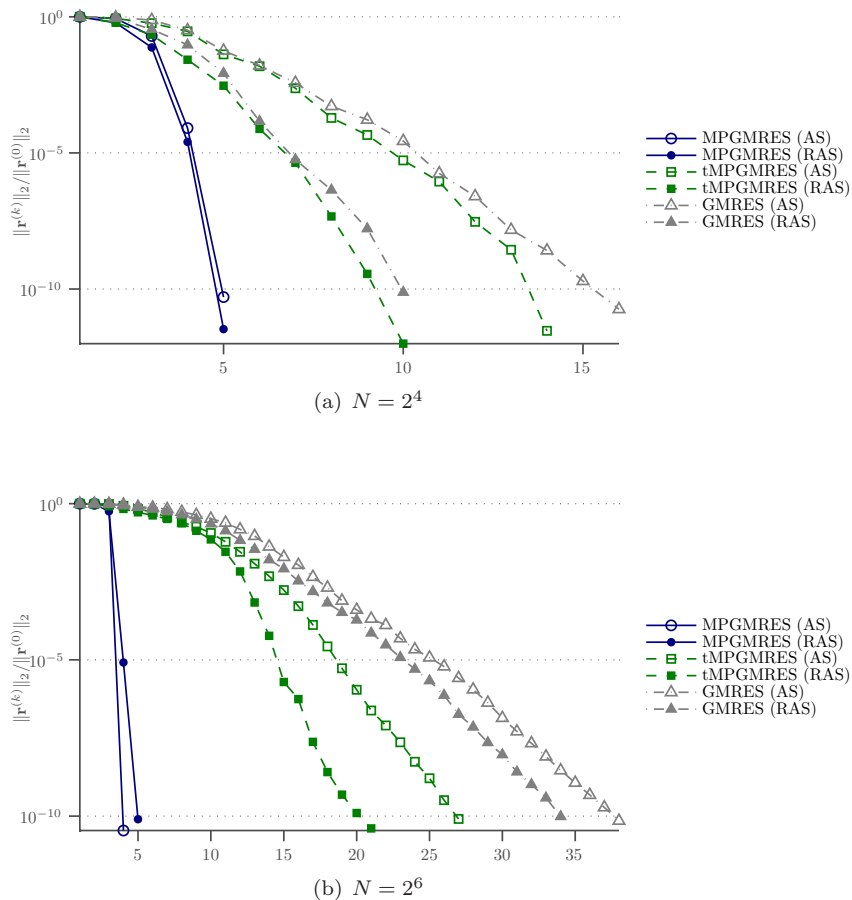 10^0
10^{-5}
10^{-10}
‖r^{(k)}‖_2/‖r^{(0)}‖_2
5
10
15
MPGMRES (AS)
MPGMRES (RAS)
tMPGMRES (AS)
tMPGMRES (RAS)
GMRES (AS)
GMRES (RAS)
(a) N = 2^4
10^0
10^{-5}
10^{-10}
‖r^{(k)}‖_2/‖r^{(0)}‖_2
5
10
15
20
25
30
35
MPGMRES (AS)
MPGMRES (RAS)
tMPGMRES (AS)
tMPGMRES (RAS)
GMRES (AS)
GMRES (RAS)
(b) N = 2^6